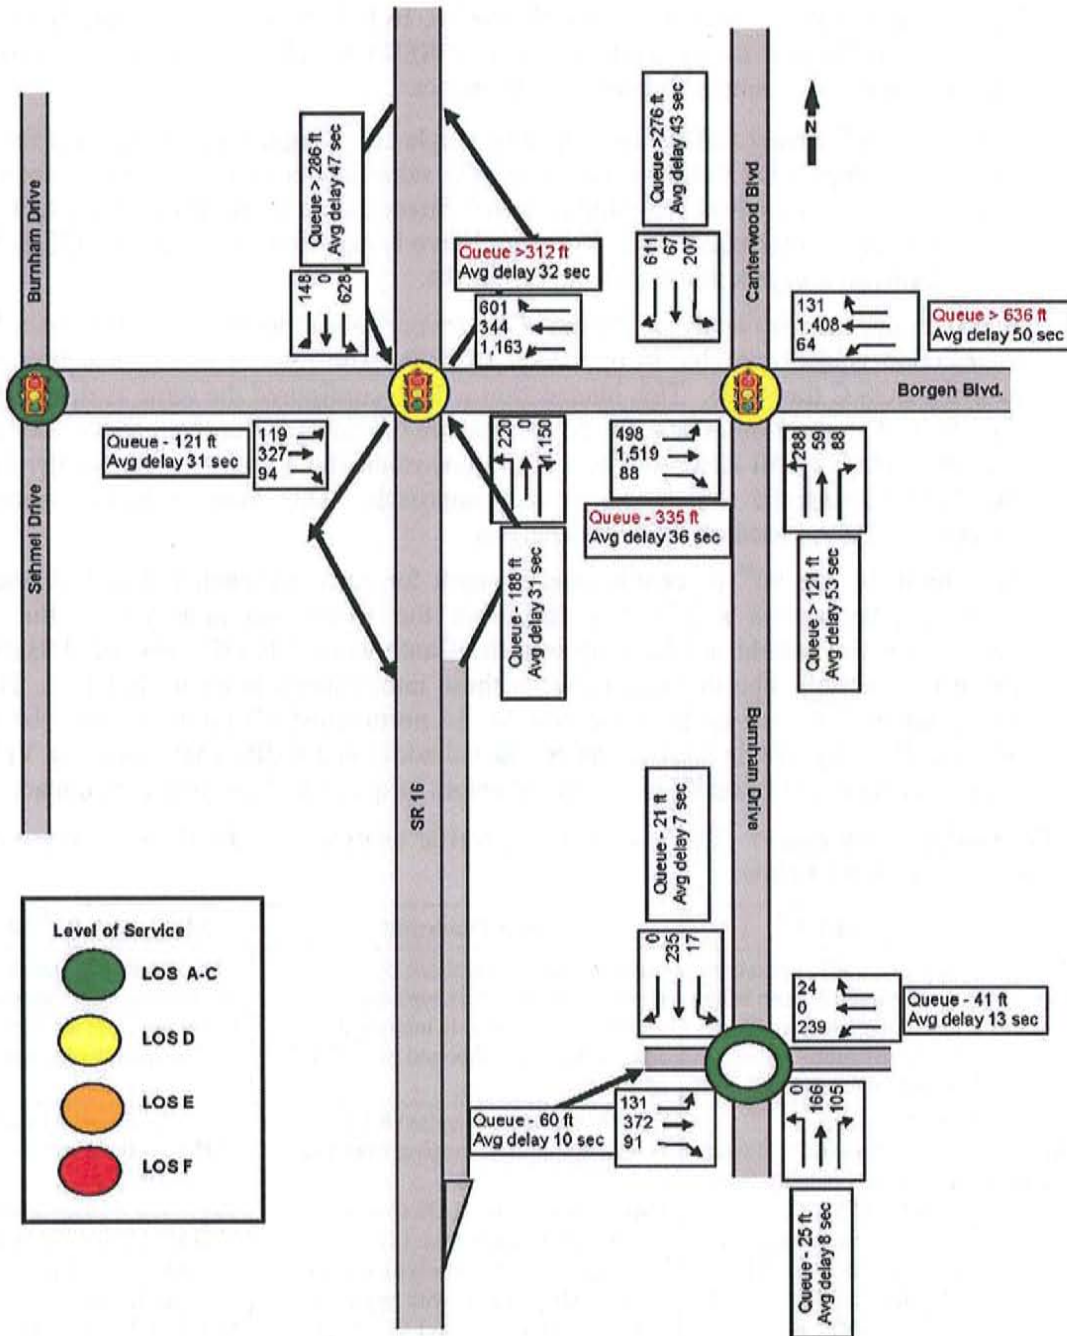 Burnham Drive
Sehmel Drive
Queue > 286 ft
Avg delay 47 sec
148
0
628
Queue >312 ft
Avg delay 32 sec
601
344
1,163
Queue >276 ft
Avg delay 43 sec
611
67
207
Canterwood Blvd
N
131
1,408
64
Queue > 636 ft
Avg delay 50 sec
Borgen Blvd.
Queue - 121 ft
Avg delay 31 sec
119
327
94
220
0
1,150
Queue - 188 ft
Avg delay 31 sec
498
1,519
88
Queue - 335 ft
Avg delay 36 sec
288
59
88
Queue > 121 ft
Avg delay 53 sec
SR 16
Burnham Drive
Queue - 21 ft
Avg delay 7 sec
0
235
17
24
0
239
Queue - 41 ft
Avg delay 13 sec
Queue - 60 ft
Avg delay 10 sec
131
372
91
0
166
105
Queue - 25 ft
Avg delay 8 sec
Level of Service
LOS A-C
LOS D
LOS E
LOS F